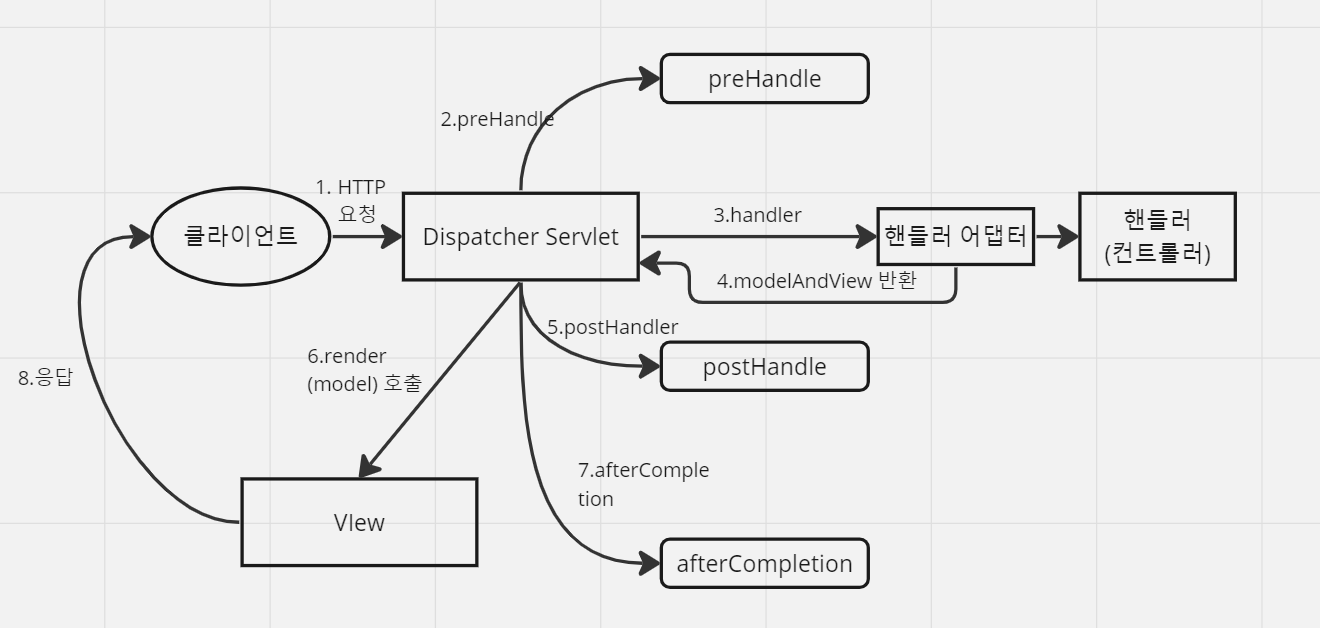 preHandle
2.preHandle
1. HTTP
요청
클라이언트
Dispatcher Servlet
3.handler
핸들러 어댑터
핸들러
(컨트롤러)
4.modelAndView 반환
5.postHandler
postHandle
6.render
(model) 호출
8.응답
7.afterComple
tion
VIew
afterCompletion